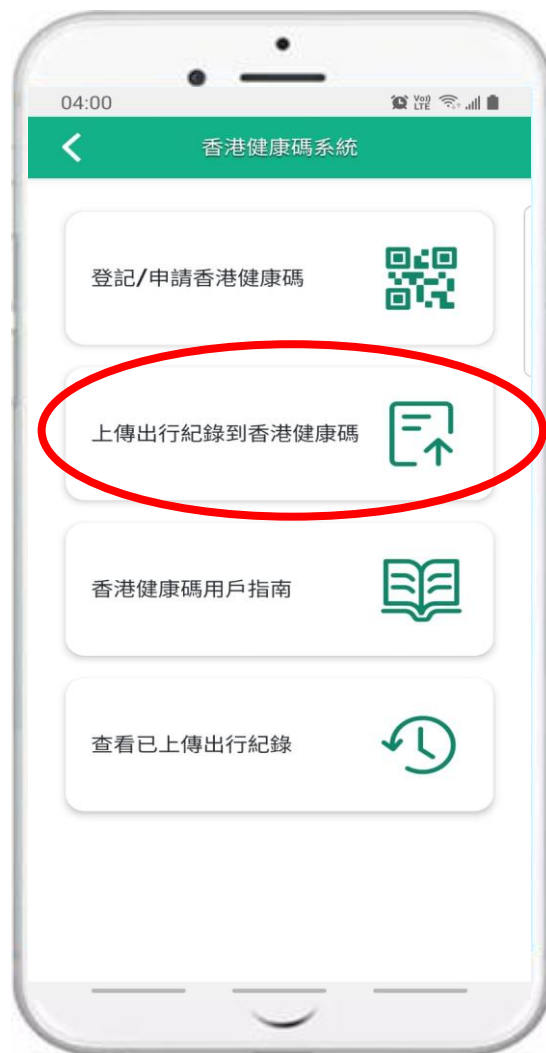 04:00
Vo)) LTE
香港健康碼系統
登記/申請香港健康碼
上傳出行紀錄到香港健康碼
香港健康碼用戶指南
查看已上傳出行紀錄